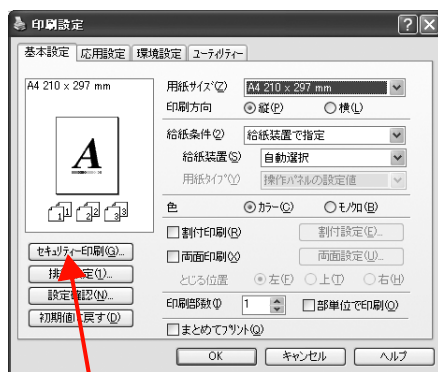 印刷設定
基本設定 応用設定 環境設定 ユーティリティー
A4 210 x 297 mm
A
1 1 2 2 3 3
セキュリティー印刷(G)...
設定確認(N)...
初期値に戻す(D)
用紙サイズ(Z) A4 210 x 297 mm
印刷方向 縦(P) 横(L)
給紙条件(2) 給紙装置で指定
給紙装置(S) 自動選択
用紙タイプ(Y) 操作パネルの設定値
色 カラー(C) モノクロ(B)
割付印刷(R) 割付設定(E)...
両面印刷(X) 両面設定(U)...
とじる位置 左(F) 上(T) 右(H)
印刷部数(I) 1 部単位で印刷(O)
まとめてプリント(Q)
OK キャンセル ヘルプ